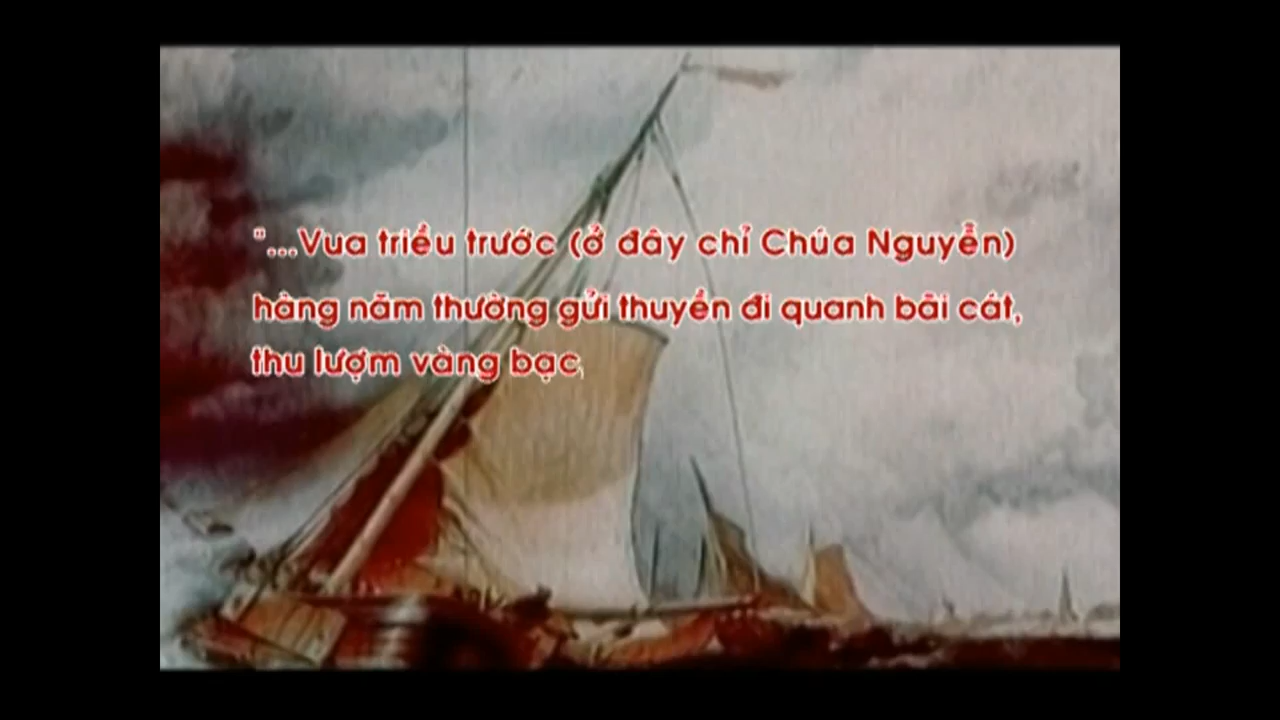 "...Vua triều trước (ở đây chỉ Chúa Nguyễn)
hàng năm thường gửi thuyền đi quanh bãi cát,
thu lượm vàng bạc,